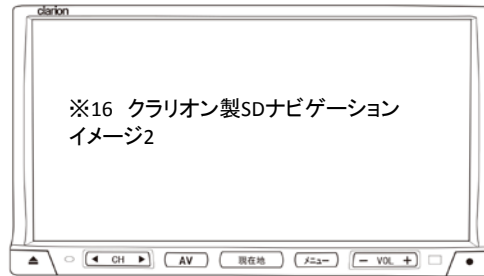 clarion
※16 クラリオン製SDナビゲーション
イメージ2
CH AV 現在地 メニュー － VOL ＋